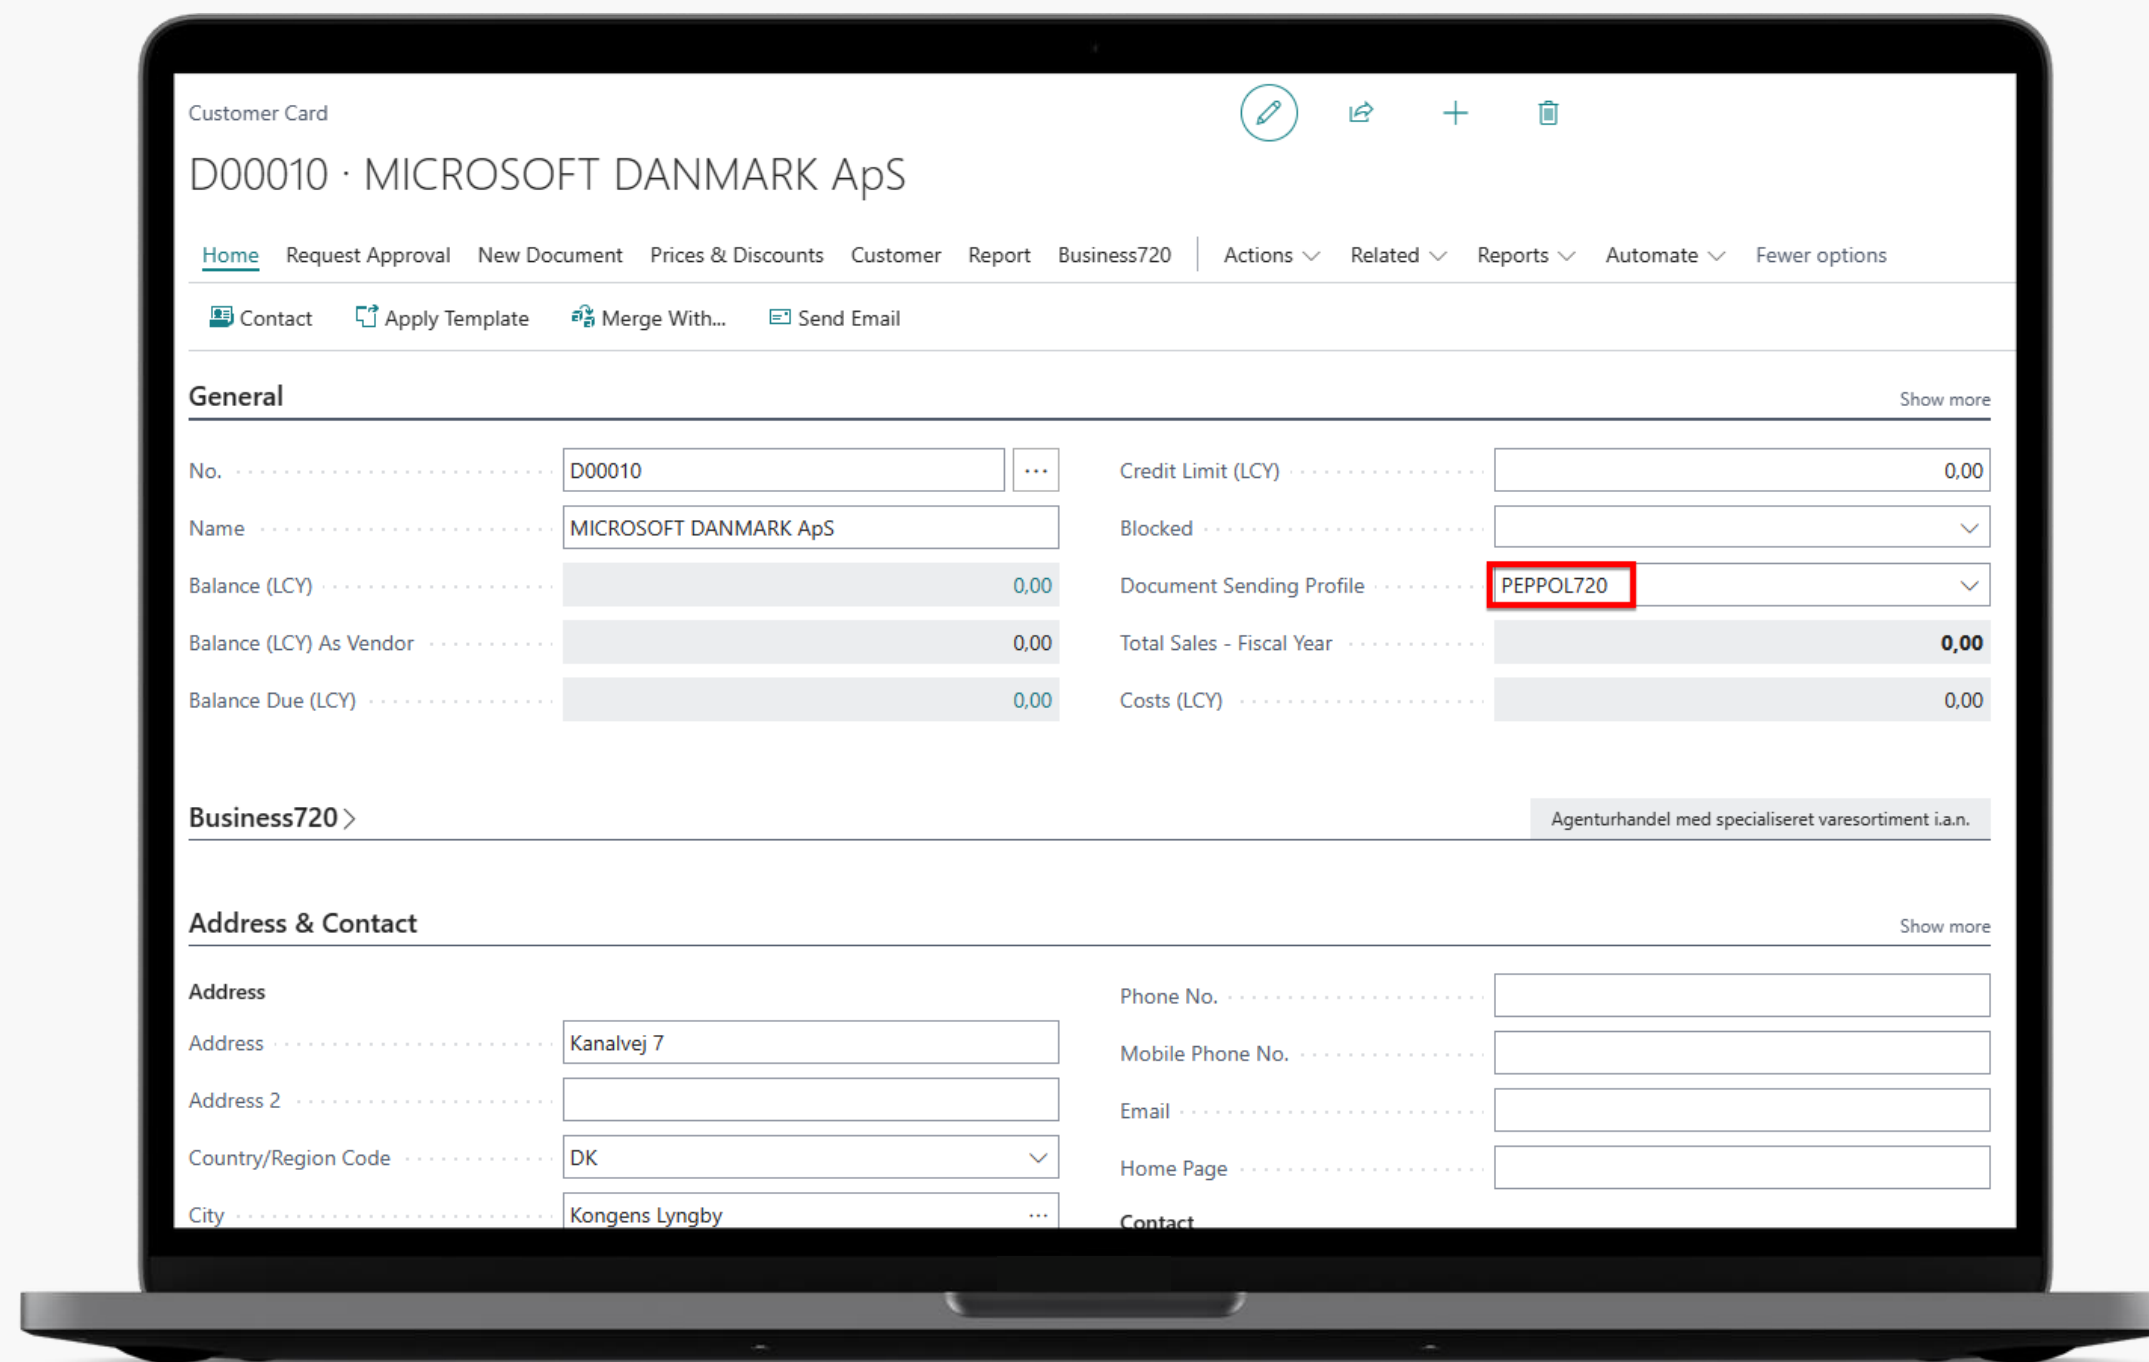 Customer Card
D00010 · MICROSOFT DANMARK ApS
Home Request Approval New Document Prices & Discounts Customer Report Business720 Actions Related Reports Automate Fewer options
Contact Apply Template Merge With... Send Email
General Show more
No. D00010 ...
Name MICROSOFT DANMARK ApS
Balance (LCY) 0,00
Balance (LCY) As Vendor 0,00
Balance Due (LCY) 0,00
Credit Limit (LCY) 0,00
Blocked
Document Sending Profile PEPPOL720
Total Sales - Fiscal Year 0,00
Costs (LCY) 0,00
Business720 Agenturhandel med specialiseret varesortiment i.a.n.
Address & Contact Show more
Address
Address Kanalvej 7
Address 2
Country/Region Code DK
City Kongens Lyngby ...
Phone No.
Mobile Phone No.
Email
Home Page
Contact